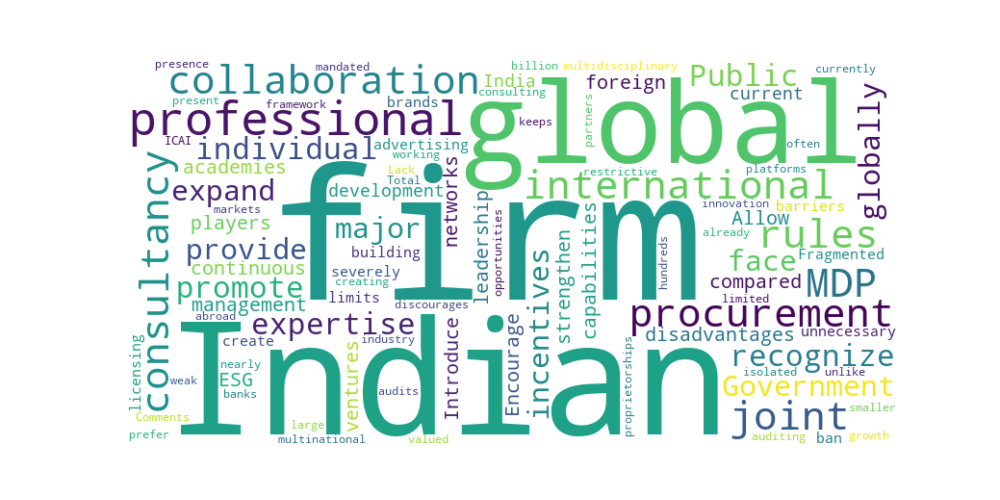 presence
mandated
billion
multidisciplinary
currently
collaboration
India
foreign
Public
present
framework
brands
consulting
current
professional
global
globally
ICAI
individual
advertising
keeps
partners
often
working
academies
Lack
restrictive
platforms
consultancy
expand
Total
development
networks
international
markets
firm
innovation
barriers
players
major
leadership
opportunities
Allow
rules
provide
building
already
Fragmented
continuous
severely
strengthen
capabilities
hundreds
face
promote
creating
compared
MDP
management
limits
discourages
incentives
limited
procurement
abroad
expertise
Introduce
Encourage
disadvantages
unnecessary
Indian
create
industry
proprietorships
recognize
licensing
nearly
ventures
isolated
unlike
weak
ESG
audits
Government
banks
joint
smaller
Comments
large
prefer
multinational
valued
auditing
ban
growth